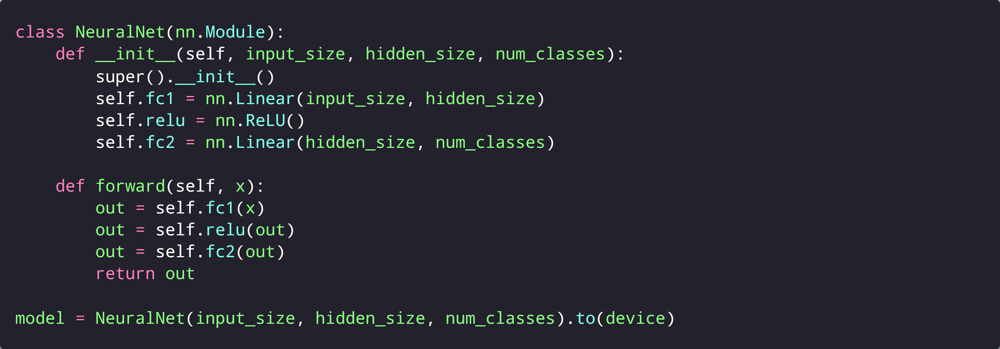 class NeuralNet(nn.Module):
    def __init__(self, input_size, hidden_size, num_classes):
        super().__init__()
        self.fc1 = nn.Linear(input_size, hidden_size)
        self.relu = nn.ReLU()
        self.fc2 = nn.Linear(hidden_size, num_classes)

    def forward(self, x):
        out = self.fc1(x)
        out = self.relu(out)
        out = self.fc2(out)
        return out

model = NeuralNet(input_size, hidden_size, num_classes).to(device)